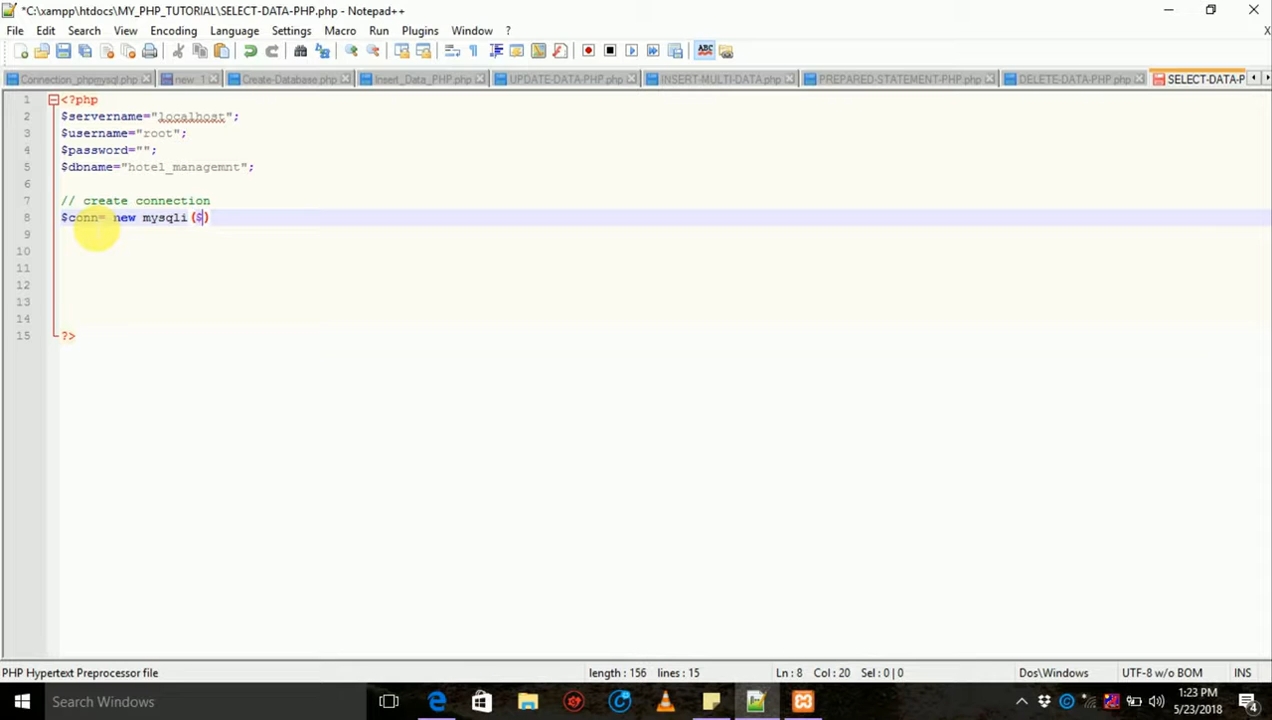 *C:\xampp\htdocs\MY_PHP_TUTORIAL\SELECT-DATA-PHP.php - Notepad++
File Edit Search View Encoding Language Settings Macro Run Plugins Window ? X
Connection_phpmysql.php new 1 Create-Database.php Insert_Data_PHP.php UPDATE-DATA-PHP.php INSERT-MULTI-DATA.php PREPARED-STATEMENT-PHP.php DELETE-DATA-PHP.php SELECT-DATA-P
1 <?php
2 $servername="localhost";
3 $username="root";
4 $password="";
5 $dbname="hotel_managemnt";
6
7 // create connection
8 $conn= new mysqli ($)
9
10
11
12
13
14
15 ?>
PHP Hypertext Preprocessor file length : 156 lines : 15 Ln : 8 Col : 20 Sel : 0 | 0 Dos\Windows UTF-8 w/o BOM INS
Search Windows 1:23 PM
5/23/2018 4